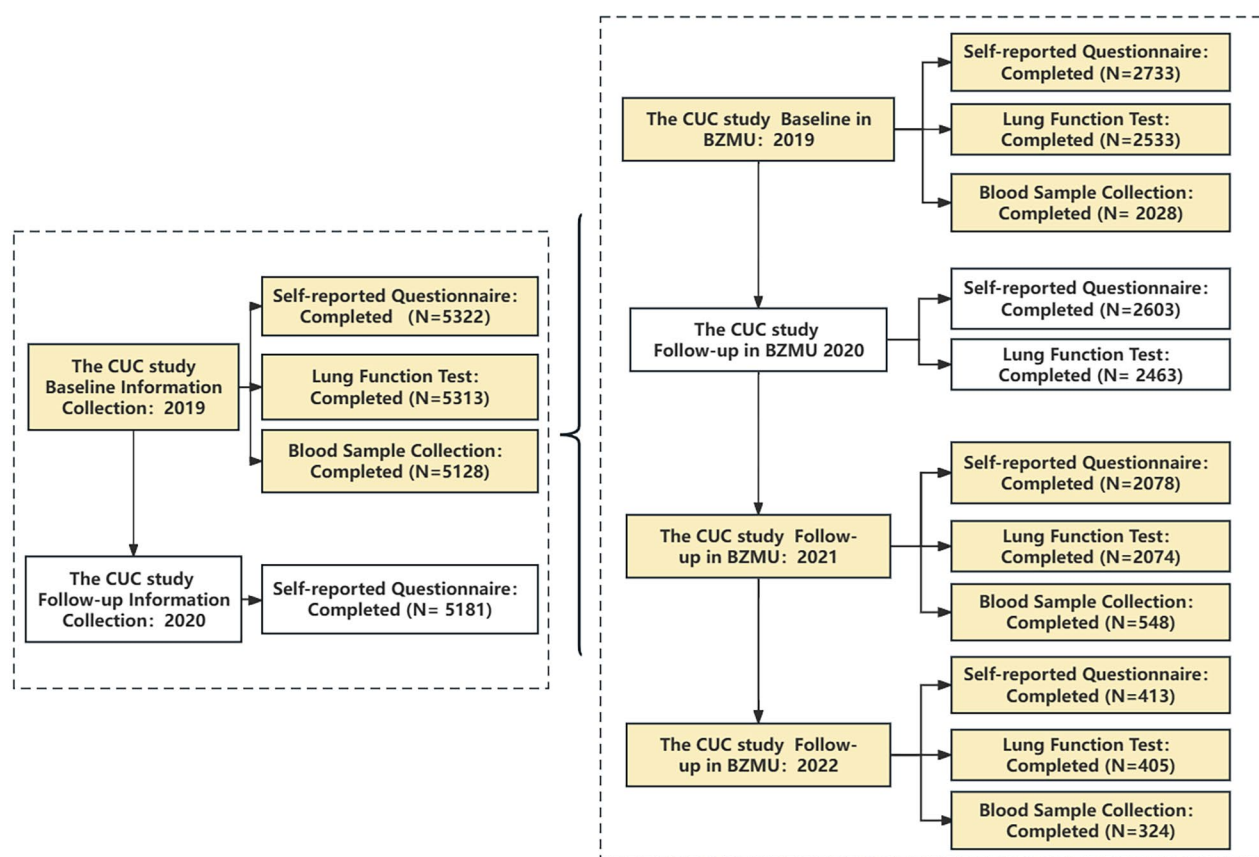 The CUC study
Baseline Information
Collection: 2019
Self-reported Questionnaire:
Completed (N=5322)
Lung Function Test:
Completed (N=5313)
Blood Sample Collection:
Completed (N=5128)
The CUC study
Follow-up Information
Collection: 2020
Self-reported Questionnaire:
Completed (N= 5181)
The CUC study Baseline in
BZMU: 2019
Self-reported Questionnaire:
Completed (N=2733)
Lung Function Test:
Completed (N=2533)
Blood Sample Collection:
Completed (N= 2028)
The CUC study
Follow-up in BZMU 2020
Self-reported Questionnaire:
Completed (N=2603)
Lung Function Test:
Completed (N= 2463)
The CUC study Follow-
up in BZMU: 2021
Self-reported Questionnaire:
Completed (N=2078)
Lung Function Test:
Completed (N=2074)
Blood Sample Collection:
Completed (N=548)
The CUC study Follow-
up in BZMU: 2022
Self-reported Questionnaire:
Completed (N=413)
Lung Function Test:
Completed (N=405)
Blood Sample Collection:
Completed (N=324)